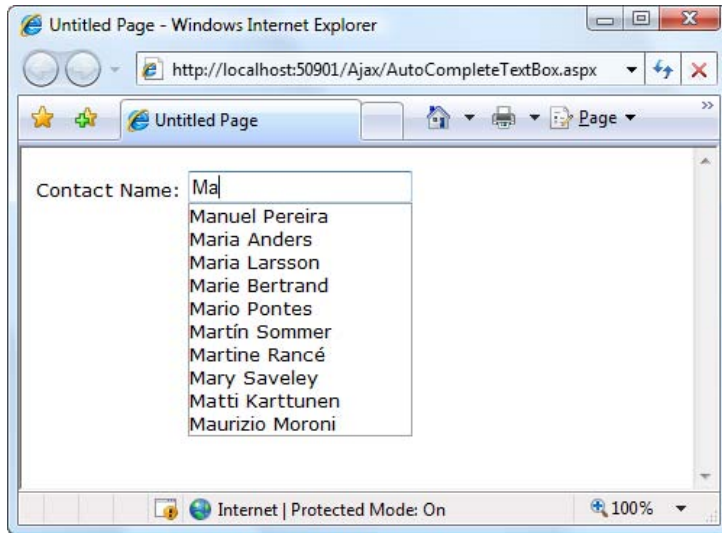 Untitled Page - Windows Internet Explorer
http://localhost:50901/Ajax/AutoCompleteTextBox.aspx
Untitled Page
Page
Contact Name: Ma
Manuel Pereira
Maria Anders
Maria Larsson
Marie Bertrand
Mario Pontes
Martín Sommer
Martine Rancé
Mary Saveley
Matti Karttunen
Maurizio Moroni
Internet | Protected Mode: On
100%